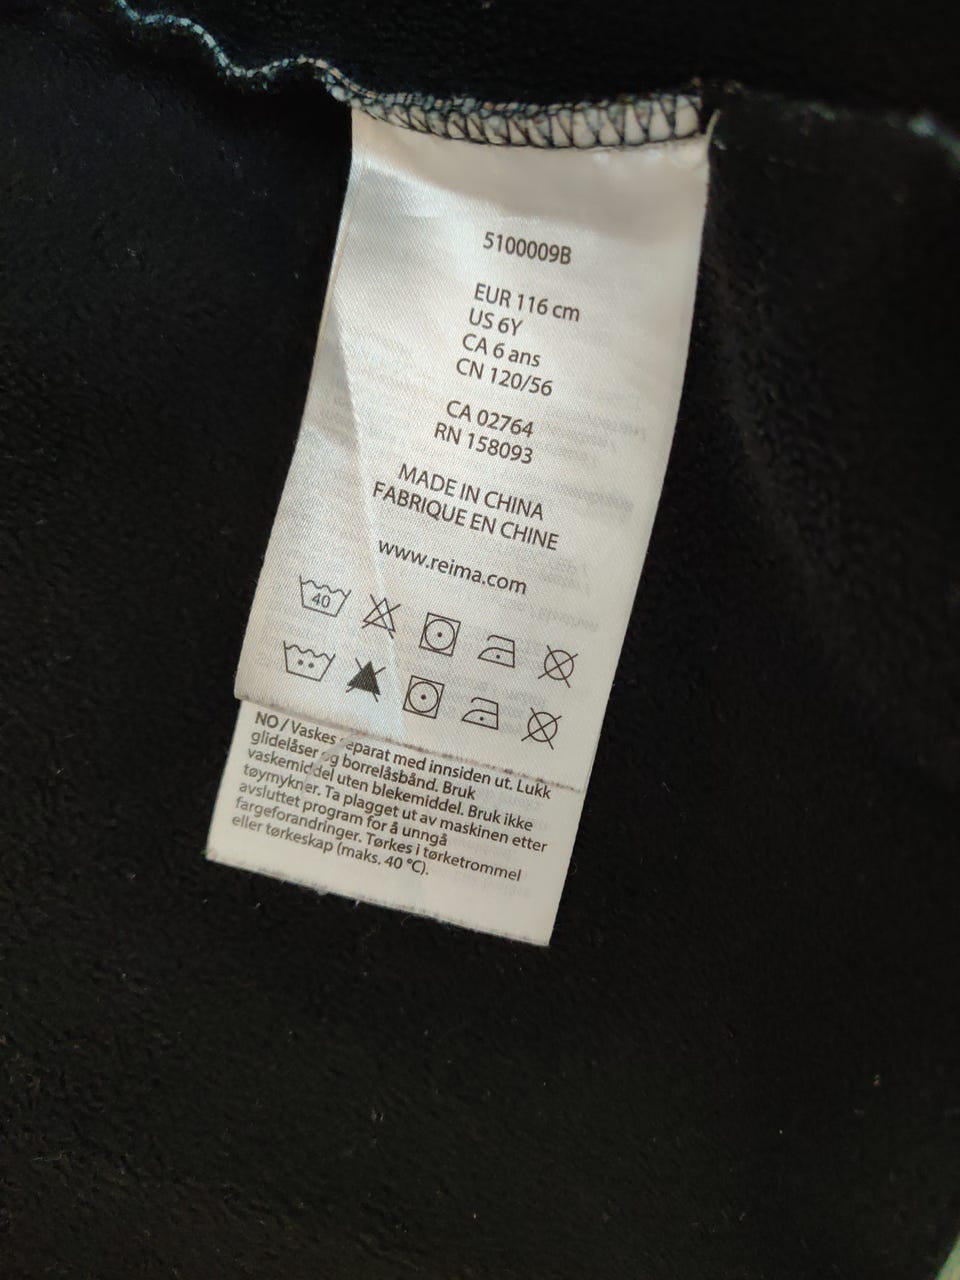 5100009B
EUR 116 cm
US 6Y
CA 6 ans
CN 120/56
CA 02764
RN 158093
MADE IN CHINA
FABRIQUE EN CHINE
www.reima.com
40
NO / Vaskes separat med innsiden ut. Lukk
glidelåser og borrelåsbånd. Bruk
vaskemiddel uten blekemiddel. Bruk ikke
tøymykner. Ta plagget ut av maskinen etter
avsluttet program for å unngå
fargeforandringer. Tørkes i tørketrommel
eller tørkeskap (maks. 40 °C).